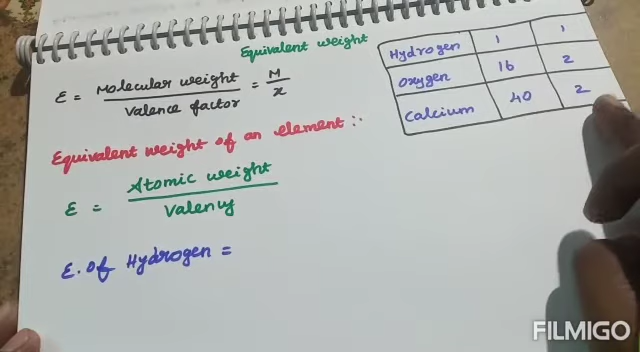 Equivalent weight
E = Molecular weight / Valence factor = M / x
Hydrogen 1 1
Oxygen 16 2
Calcium 40 2
Equivalent weight of an element :-
E = Atomic weight / Valency
E. Of Hydrogen =
FILMIGO